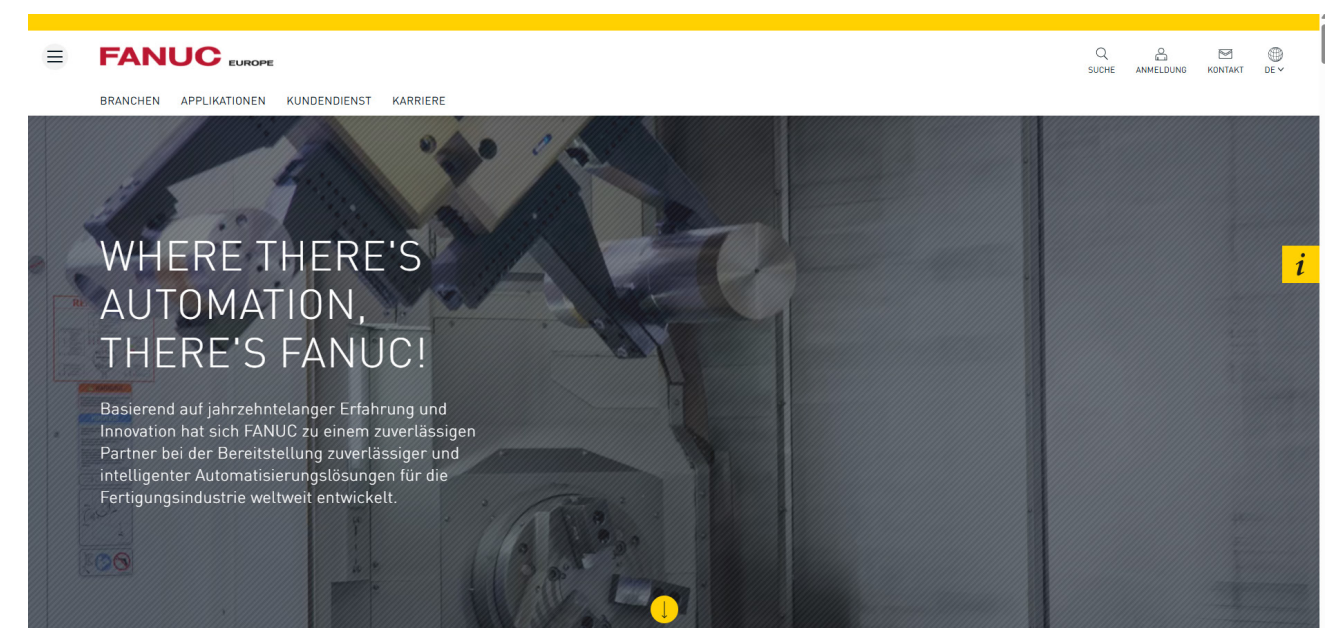 FANUC EUROPE
SUCHE ANMELDUNG KONTAKT DE
BRANCHEN APPLIKATIONEN KUNDENDIENST KARRIERE
WHERE THERE'S
AUTOMATION,
THERE'S FANUC!
i
Basierend auf jahrzehntelanger Erfahrung und
Innovation hat sich FANUC zu einem zuverlässigen
Partner bei der Bereitstellung zuverlässiger und
intelligenter Automatisierungslösungen für die
Fertigungsindustrie weltweit entwickelt.